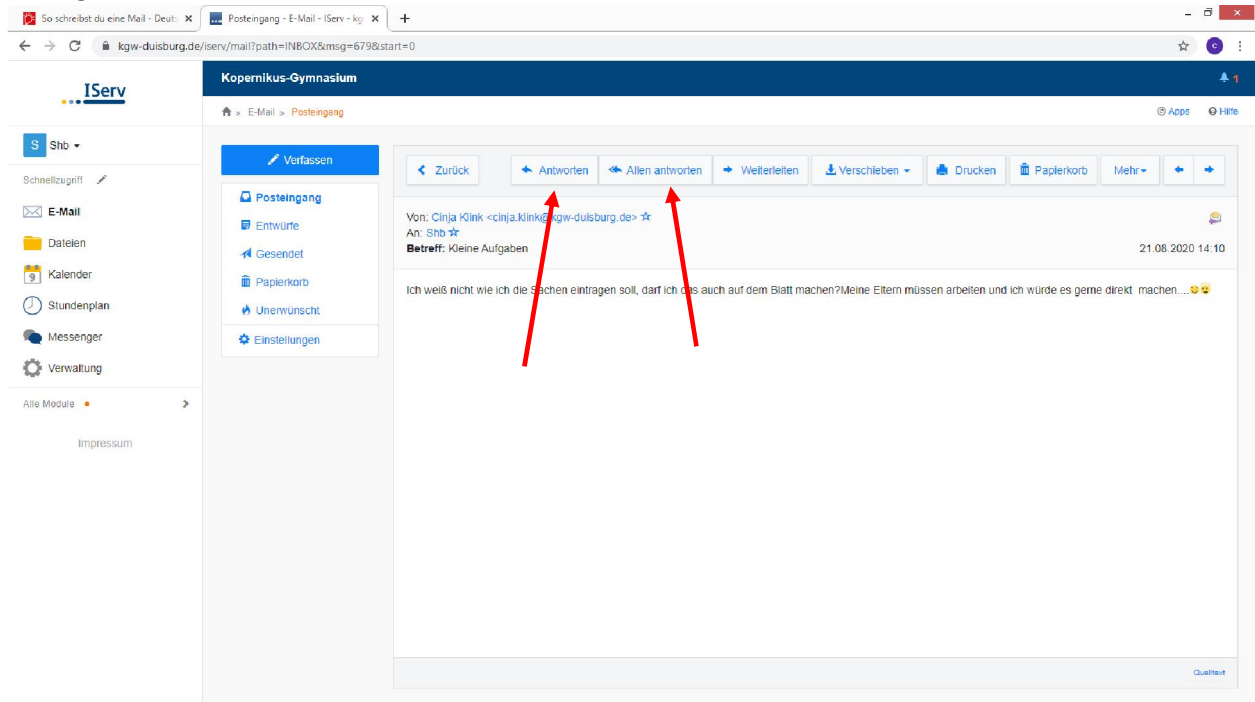 So schreibst du eine Mail - Deuts
Posteingang - E-Mail - IServ - kg
kgw-duisburg.de/iserv/mail?path=INBOX&msg=679&start=0
C
IServ
Kopernikus-Gymnasium
1
» E-Mail » Posteingang
Apps Hilfe
S Shb
Schnellzugriff
E-Mail
Dateien
9 Kalender
Stundenplan
Messenger
Verwaltung
Alle Module
Impressum
Verfassen
Posteingang
Entwürfe
Gesendet
Papierkorb
Unerwünscht
Einstellungen
Zurück Antworten Allen antworten Weiterleiten Verschieben Drucken Papierkorb Mehr
Von: Cinja Klink <cinja.klink@kgw-duisburg.de>
An: Shb
Betreff: Kleine Aufgaben 21.08.2020 14:10
Ich weiß nicht wie ich die Sachen eintragen soll, darf ich das auch auf dem Blatt machen?Meine Eltern müssen arbeiten und ich würde es gerne direkt machen....
Quelltext